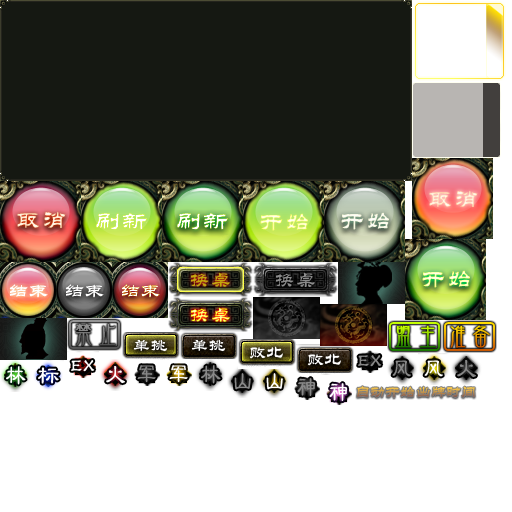 取消 刷新 刷新 开始 开始 取消
开始
结束 结束 结束 换桌 换桌
换桌
禁止 单挑 单挑 败北 败北 准备
林 标 EX 火 军 军 林 山 山 神 神 EX 风 风 火
自动开始出牌时间